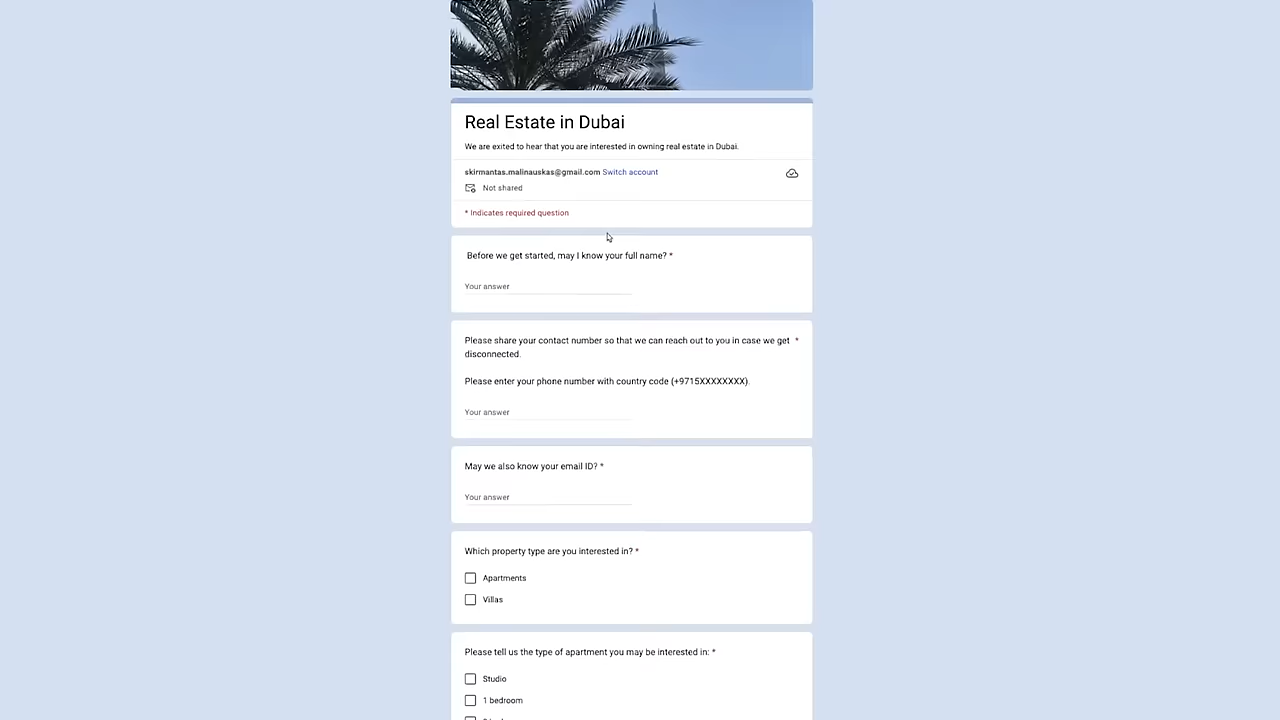 Real Estate in Dubai
We are exited to hear that you are interested in owning real estate in Dubai.
skirmantas.malinauskas@gmail.com Switch account
Not shared
* Indicates required question
Before we get started, may I know your full name? *
Your answer
Please share your contact number so that we can reach out to you in case we get *
disconnected.
Please enter your phone number with country code (+9715XXXXXXXX).
Your answer
May we also know your email ID? *
Your answer
Which property type are you interested in? *
Apartments
Villas
Please tell us the type of apartment you may be interested in: *
Studio
1 bedroom